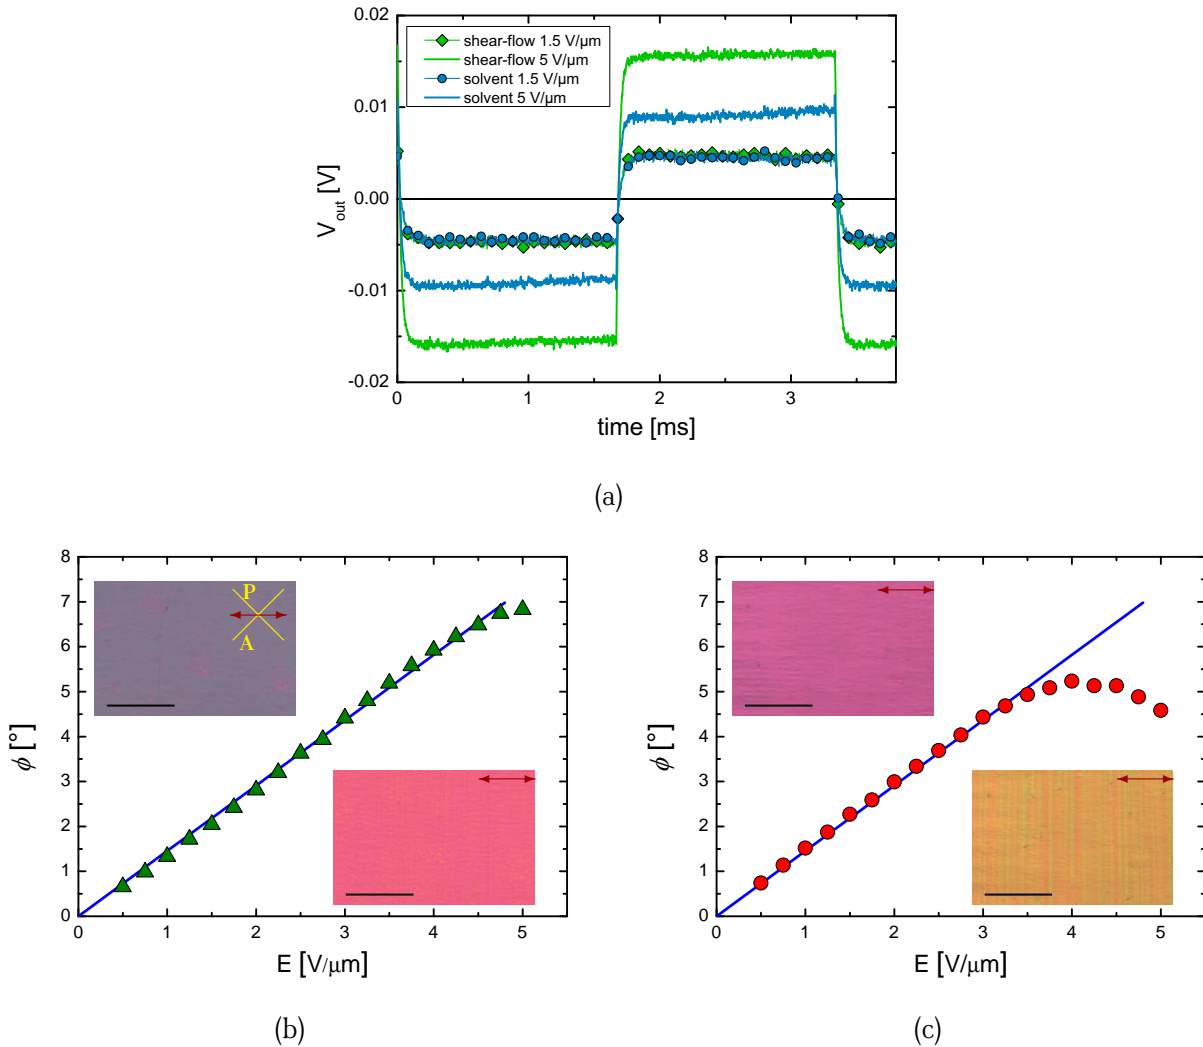 0.02
0.01
0.00
-0.01
-0.02
V_out [V]
shear-flow 1.5 V/µm
shear-flow 5 V/µm
solvent 1.5 V/µm
solvent 5 V/µm
0 1 2 3
time [ms]
(a)
8
7
6
5
4
3
2
1
0
ϕ [°]
P
A
0 1 2 3 4 5
E [V/µm]
(b)
8
7
6
5
4
3
2
1
0
ϕ [°]
0 1 2 3 4 5
E [V/µm]
(c)